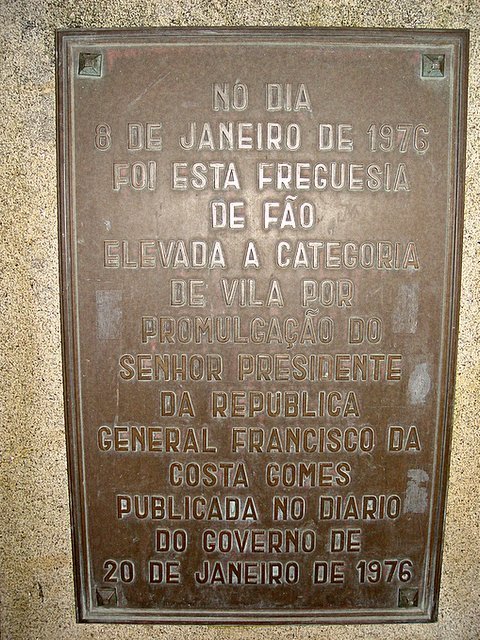 NO DIA
8 DE JANEIRO DE 1976
FOI ESTA FREGUESIA
DE FÃO
ELEVADA A CATEGORIA
DE VILA POR
PROMULGAÇÃO DO
SENHOR PRESIDENTE
DA REPUBLICA
GENERAL FRANCISCO DA
COSTA GOMES
PUBLICADA NO DIÁRIO
DO GOVERNO DE
20 DE JANEIRO DE 1976